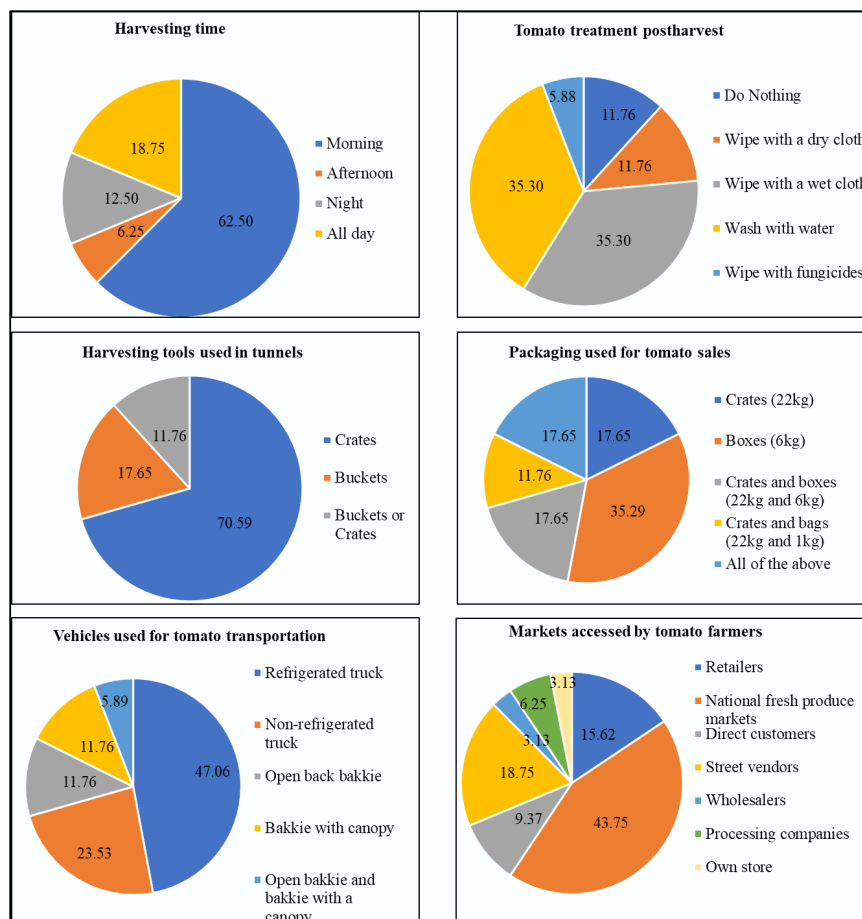 Harvesting time
18.75
12.50
6.25
62.50
Morning
Afternoon
Night
All day
Tomato treatment postharvest
5.88
11.76
11.76
35.30
35.30
Do Nothing
Wipe with a dry cloth
Wipe with a wet cloth
Wash with water
Wipe with fungicides
Harvesting tools used in tunnels
11.76
17.65
70.59
Crates
Buckets
Buckets or
Crates
Packaging used for tomato sales
17.65
17.65
11.76
17.65
35.29
Crates (22kg)
Boxes (6kg)
Crates and boxes
(22kg and 6kg)
Crates and bags
(22kg and 1kg)
All of the above
Vehicles used for tomato transportation
5.89
11.76
11.76
23.53
47.06
Refrigerated truck
Non-refrigerated
truck
Open back bakkie
Bakkie with canopy
Open bakkie and
bakkie with a
canopy
Markets accessed by tomato farmers
3.13
6.25
3.13
18.75
9.37
15.62
43.75
Retailers
National fresh produce
markets
Direct customers
Street vendors
Wholesalers
Processing companies
Own store